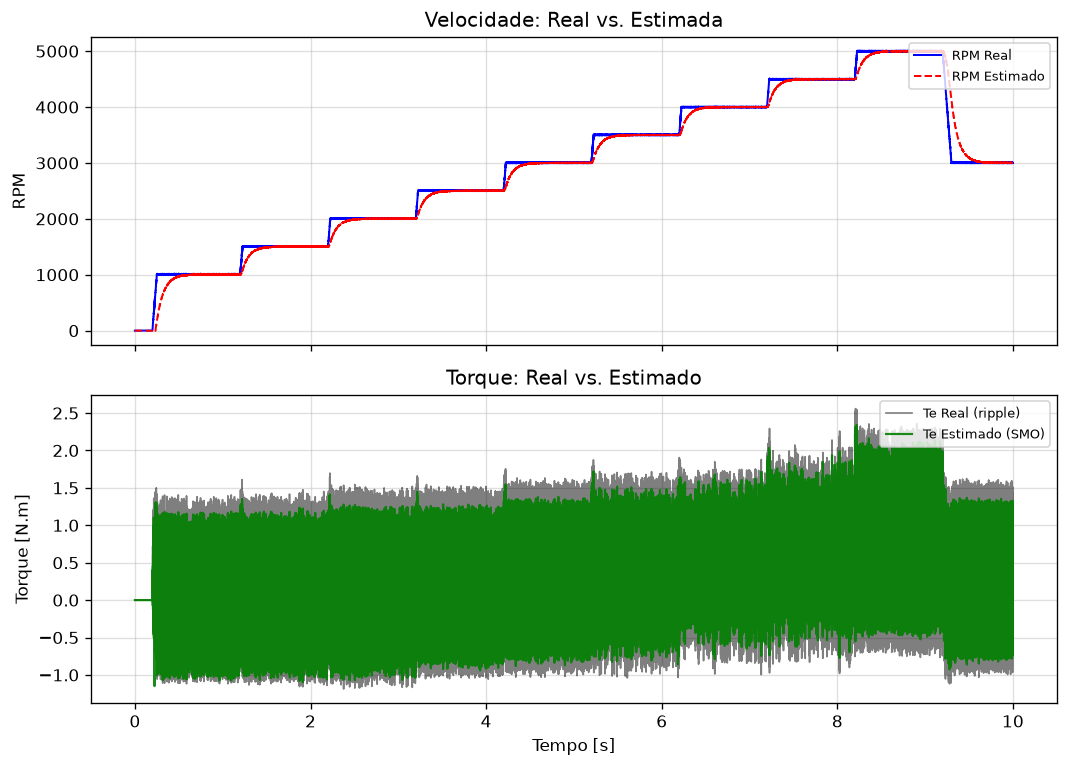 Velocidade: Real vs. Estimada
RPM
5000
4000
3000
2000
1000
0
RPM Real
RPM Estimado
Torque: Real vs. Estimado
Torque [N.m]
2.5
2.0
1.5
1.0
0.5
0.0
−0.5
−1.0
Te Real (ripple)
Te Estimado (SMO)
0 2 4 6 8 10
Tempo [s]